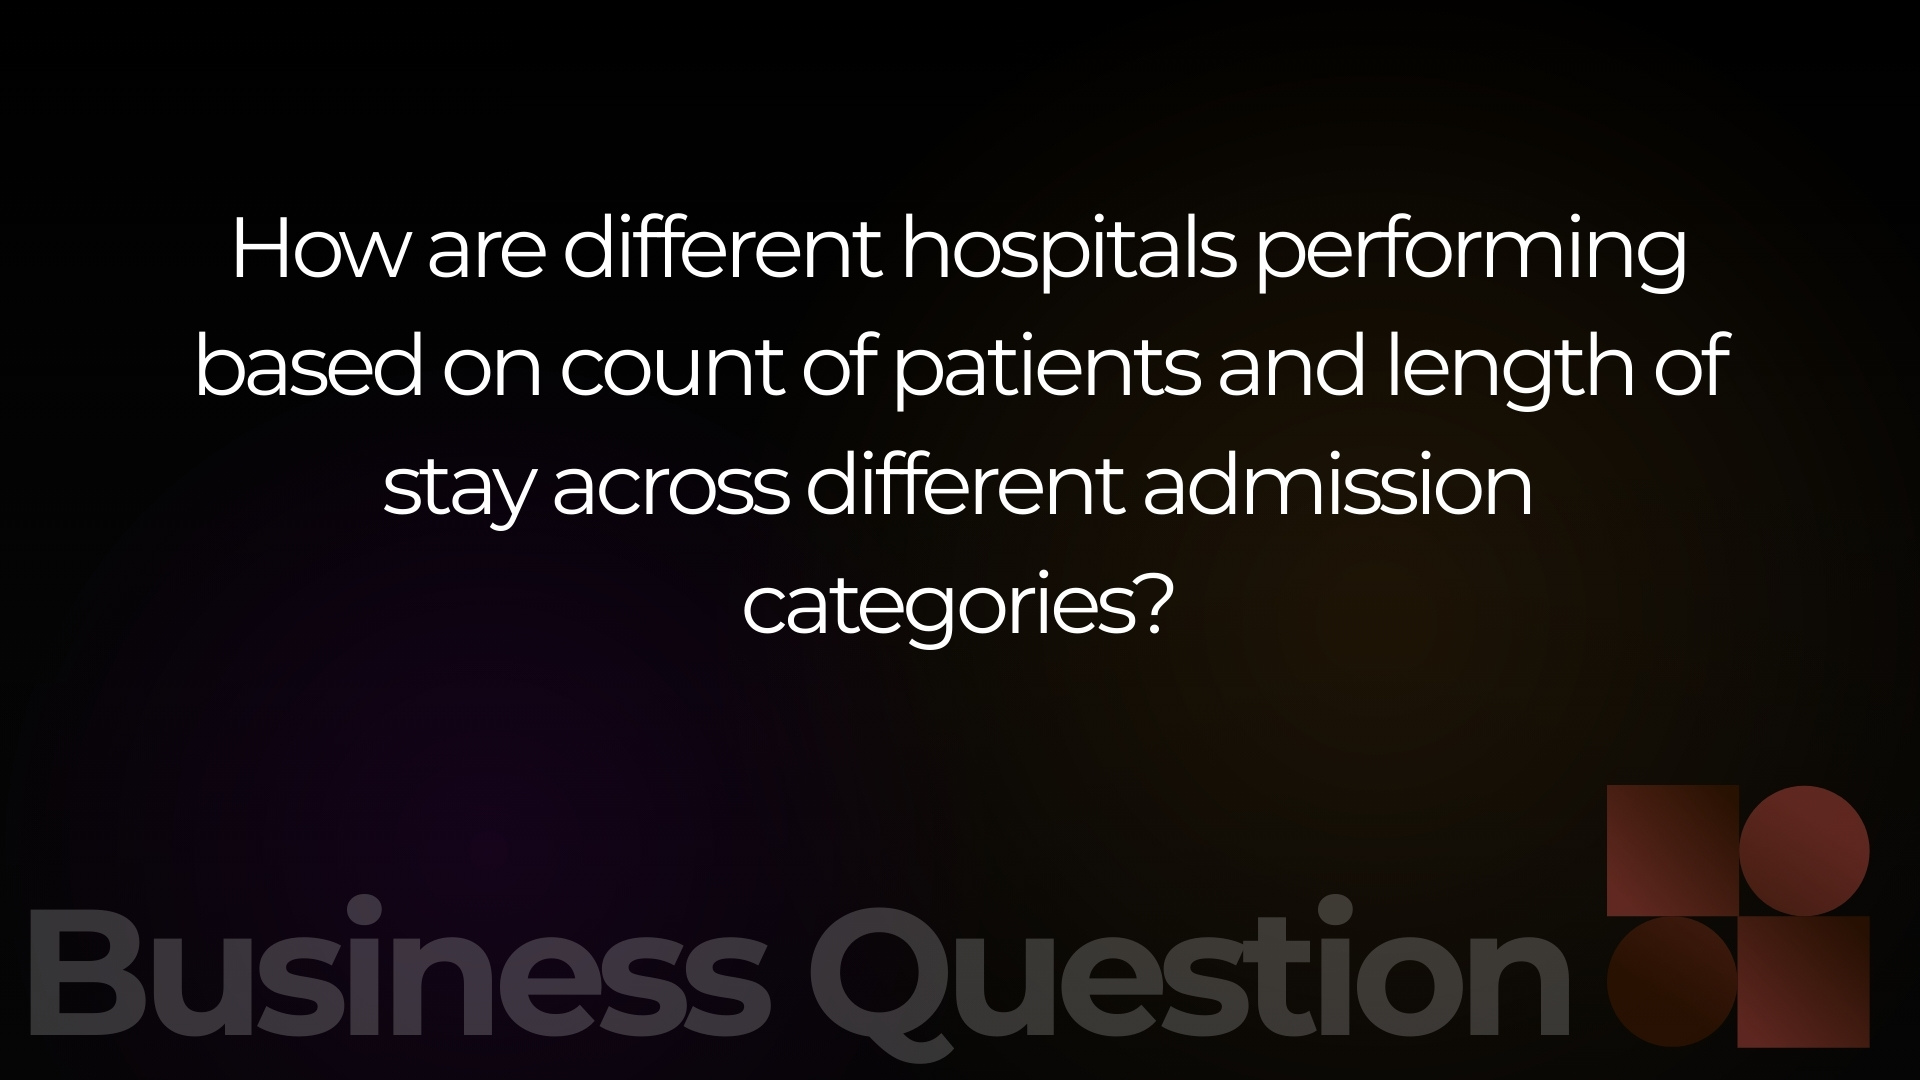 How are different hospitals performing
based on count of patients and length of
stay across different admission
categories?
Business Question